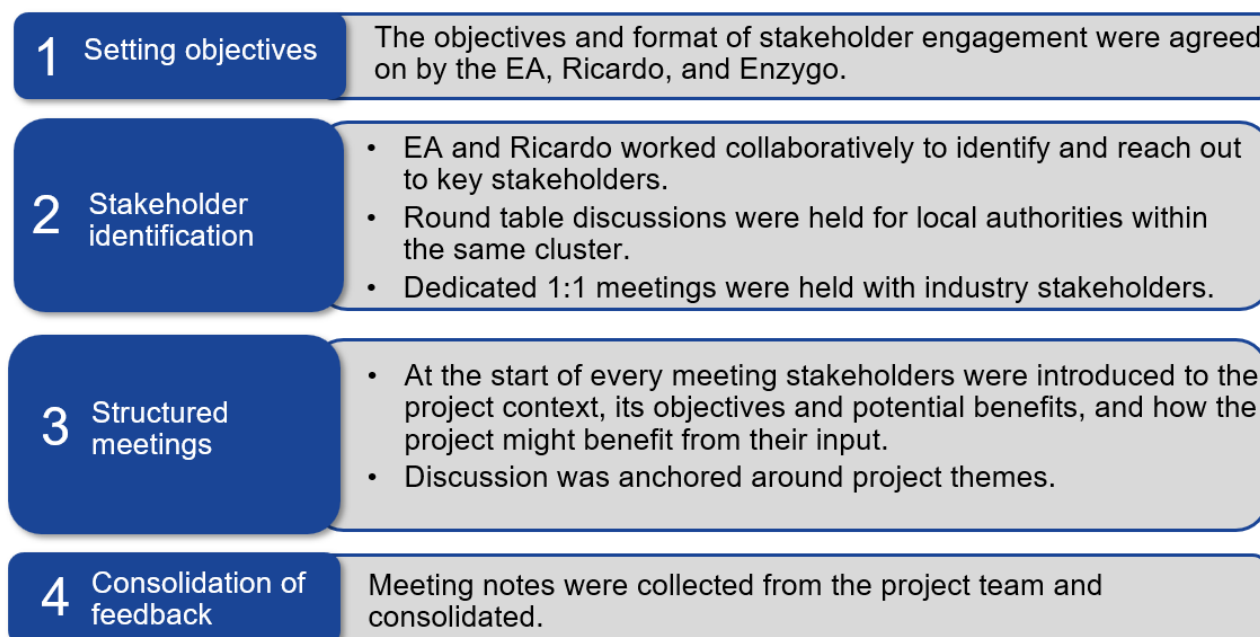 1 Setting objectives
The objectives and format of stakeholder engagement were agreed
on by the EA, Ricardo, and Enzygo.
2 Stakeholder
identification
• EA and Ricardo worked collaboratively to identify and reach out
to key stakeholders.
• Round table discussions were held for local authorities within
the same cluster.
• Dedicated 1:1 meetings were held with industry stakeholders.
3 Structured
meetings
• At the start of every meeting stakeholders were introduced to the
project context, its objectives and potential benefits, and how the
project might benefit from their input.
• Discussion was anchored around project themes.
4 Consolidation of
feedback
Meeting notes were collected from the project team and
consolidated.